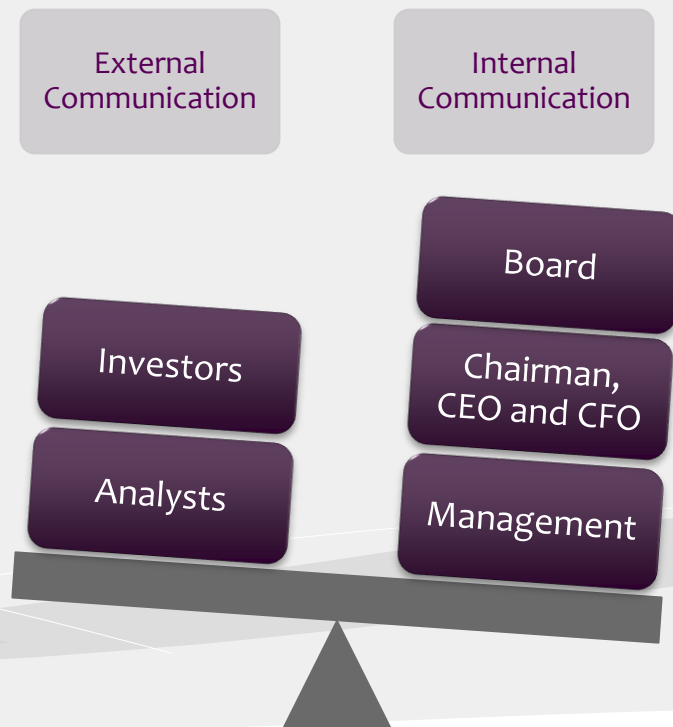 External
Communication
Internal
Communication
Board
Investors
Chairman,
CEO and CFO
Analysts
Management